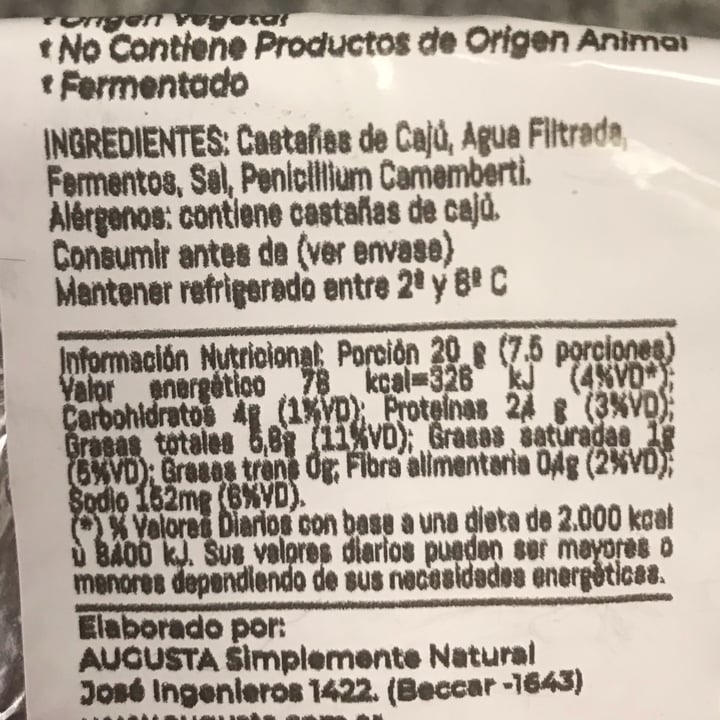 Origen Vegetal
* No Contiene Productos de Origen Animal
* Fermentado
INGREDIENTES: Castañas de Cajú, Agua Filtrada,
Fermentos, Sal, Penicillium Camemberti.
Alérgenos: contiene castañas de cajú.
Consumir antes de (ver envase)
Mantener refrigerado entre 2º y 8º C
Información Nutricional: Porción 20 g (7.5 porciones)
Valor energético 78 kcal=326 kJ (4%VD*);
Carbohidratos 4g (1%VD); Proteínas 2,4 g (3%VD);
Grasas totales 5,8g (11%VD); Grasas saturadas 1g
(5%VD); Grasas trans 0g; Fibra alimentaria 0,4g (2%VD);
Sodio 152mg (6%VD).
(*) % Valores Diarios con base a una dieta de 2.000 kcal
u 8400 kJ. Sus valores diarios pueden ser mayores o
menores dependiendo de sus necesidades energéticas.
Elaborado por:
AUGUSTA Simplemente Natural
José Ingenieros 1422. (Beccar -1643)